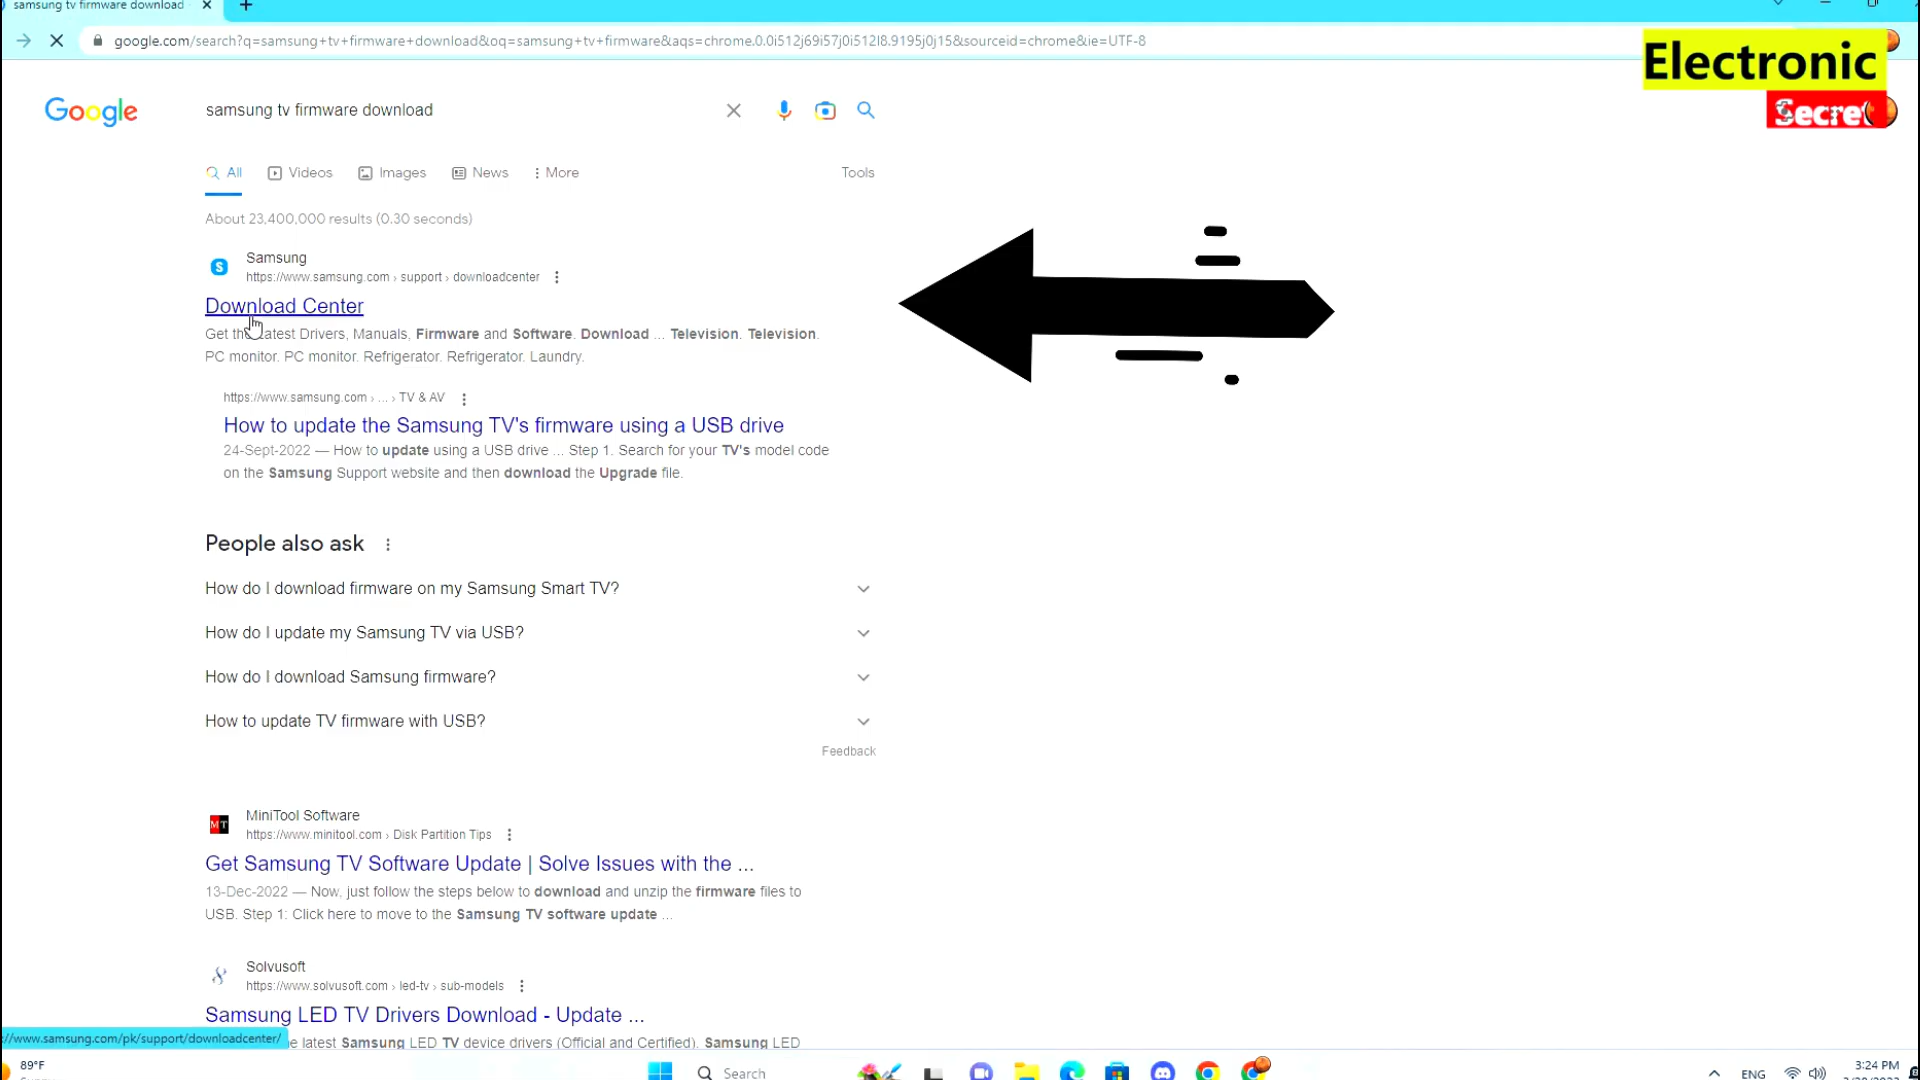 samsung tv firmware download
google.com/search?q=samsung+tv+firmware+download&oq=samsung+tv+firmware&aqs=chrome.0.0i512j69i57j0i512l8.9195j0j15&sourceid=chrome&ie=UTF-8
Electronic
Secret
Google
samsung tv firmware download
All Videos Images News More Tools
About 23,400,000 results (0.30 seconds)
Samsung
https://www.samsung.com › support › downloadcenter
Download Center
Get the latest Drivers, Manuals, Firmware and Software. Download ... Television. Television.
PC monitor. PC monitor. Refrigerator. Refrigerator. Laundry.
https://www.samsung.com › ... › TV & AV
How to update the Samsung TV's firmware using a USB drive
24-Sept-2022 — How to update using a USB drive ... Step 1. Search for your TV's model code
on the Samsung Support website and then download the Upgrade file.
People also ask
How do I download firmware on my Samsung Smart TV?
How do I update my Samsung TV via USB?
How do I download Samsung firmware?
How to update TV firmware with USB?
Feedback
MT
MiniTool Software
https://www.minitool.com › Disk Partition Tips
Get Samsung TV Software Update | Solve Issues with the ...
13-Dec-2022 — Now, just follow the steps below to download and unzip the firmware files to
USB. Step 1: Click here to move to the Samsung TV software update ...
Solvusoft
https://www.solvusoft.com › led-tv › sub-models
Samsung LED TV Drivers Download - Update ...
://www.samsung.com/pk/support/downloadcenter/
e latest Samsung LED TV device drivers (Official and Certified). Samsung LED
89°F
Search
ENG
3:24 PM